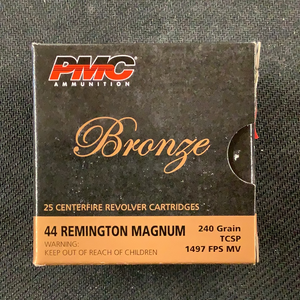 PMC
AMMUNITION
Bronze
25 CENTERFIRE REVOLVER CARTRIDGES
44 REMINGTON MAGNUM
240 Grain
TCSP
1497 FPS MV
WARNING:
KEEP OUT OF REACH OF CHILDREN